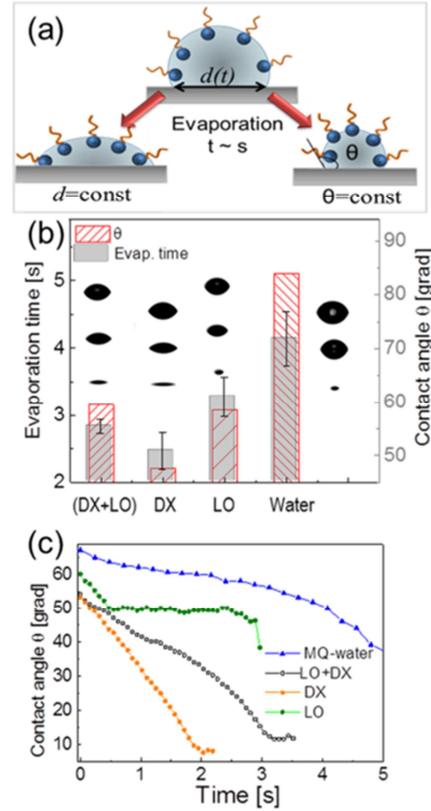 (a)
d(t)
Evaporation
t ~ s
θ
d=const
θ=const
(b)
θ
Evap. time
Evaporation time [s]
5
4
3
2
Contact angle θ [grad]
90
80
70
60
50
(DX+LO) DX LO Water
(c)
Contact angle θ [grad]
60
50
40
30
20
10
MQ-water
LO+DX
DX
LO
0 1 2 3 4 5
Time [s]